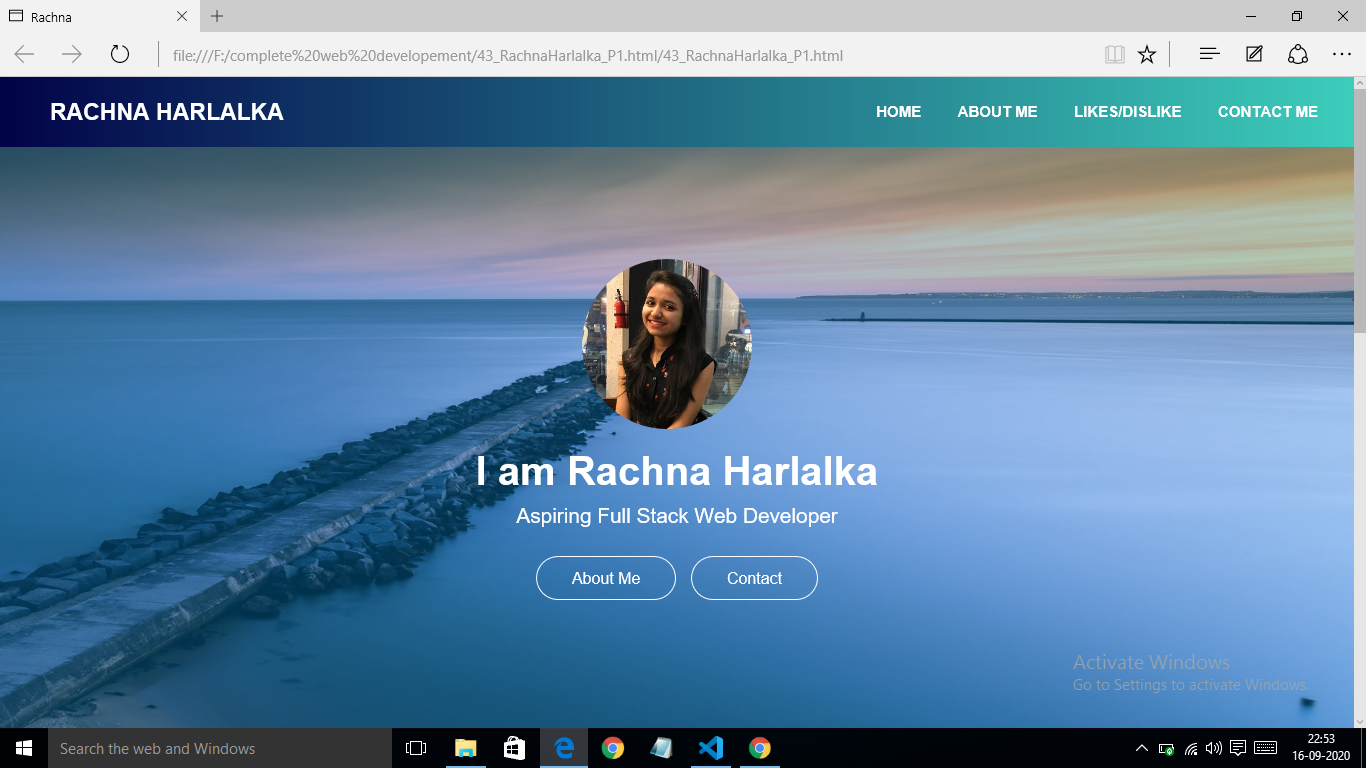 Rachna
file:///F:/complete%20web%20developement/43_RachnaHarlalka_P1.html/43_RachnaHarlalka_P1.html
RACHNA HARLALKA
HOME
ABOUT ME
LIKES/DISLIKE
CONTACT ME
I am Rachna Harlalka
Aspiring Full Stack Web Developer
About Me
Contact
Activate Windows
Go to Settings to activate Windows.
Search the web and Windows
22:53
16-09-2020